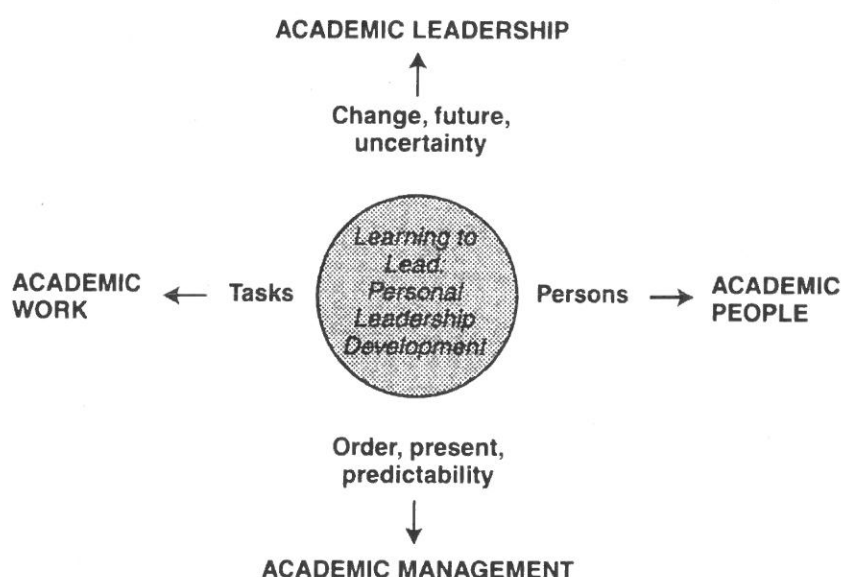 ACADEMIC LEADERSHIP
Change, future,
uncertainty
Learning to
Lead:
Personal
Leadership
Development
ACADEMIC
WORK
Tasks
Persons
ACADEMIC
PEOPLE
Order, present,
predictability
ACADEMIC MANAGEMENT